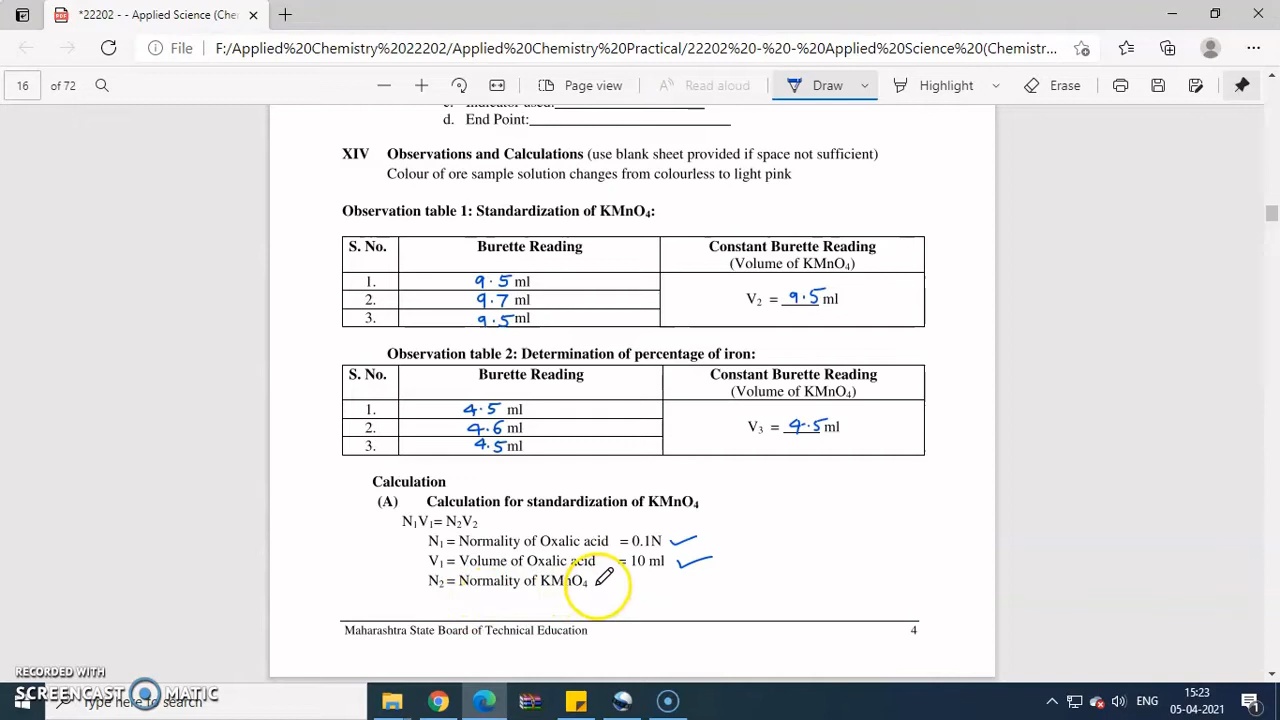 *22202 - - Applied Science (Che
File F:/Applied%20Chemistry%2022202/Applied%20Chemistry%20Practical/22202%20-%20-%20Applied%20Science%20(Chemistr...
16 of 72 Page view Read aloud Draw Highlight Erase
d. End Point:
XIV Observations and Calculations (use blank sheet provided if space not sufficient)
Colour of ore sample solution changes from colourless to light pink
Observation table 1: Standardization of KMnO₄:
S. No. Burette Reading Constant Burette Reading
(Volume of KMnO₄)
1. 9.5 ml
2. 9.7 ml V₂ = 9.5 ml
3. 9.5 ml
Observation table 2: Determination of percentage of iron:
S. No. Burette Reading Constant Burette Reading
(Volume of KMnO₄)
1. 4.5 ml
2. 4.6 ml V₃ = 4.5 ml
3. 4.5 ml
Calculation
(A) Calculation for standardization of KMnO₄
N₁V₁= N₂V₂
N₁ = Normality of Oxalic acid = 0.1N
V₁ = Volume of Oxalic acid = 10 ml
N₂ = Normality of KMnO₄
Maharashtra State Board of Technical Education 4
RECORDED WITH
SCREENCAST MATIC
Type here to search
ENG 15:23
05-04-2021